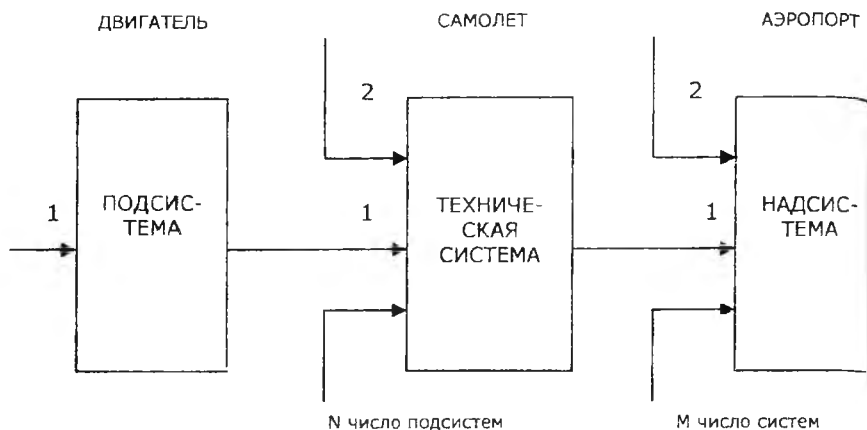 ДВИГАТЕЛЬ
САМОЛЕТ
АЭРОПОРТ
2
2
1
ПОДСИС-
ТЕМА
1
ТЕХНИЧЕ-
СКАЯ
СИСТЕМА
1
НАДСИС-
ТЕМА
N число подсистем
М число систем